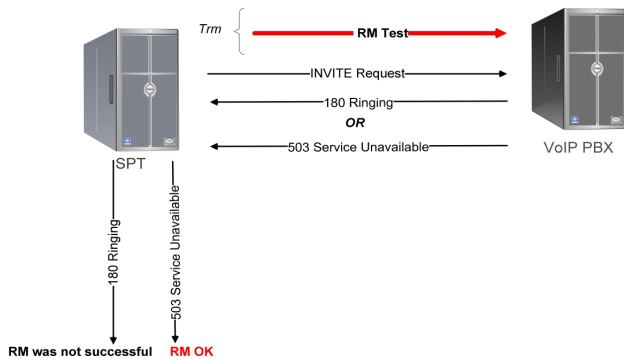 Trm
RM Test
INVITE Request
180 Ringing
OR
503 Service Unavailable
SPT
VoIP PBX
180 Ringing
503 Service Unavailable
RM was not successful
RM OK